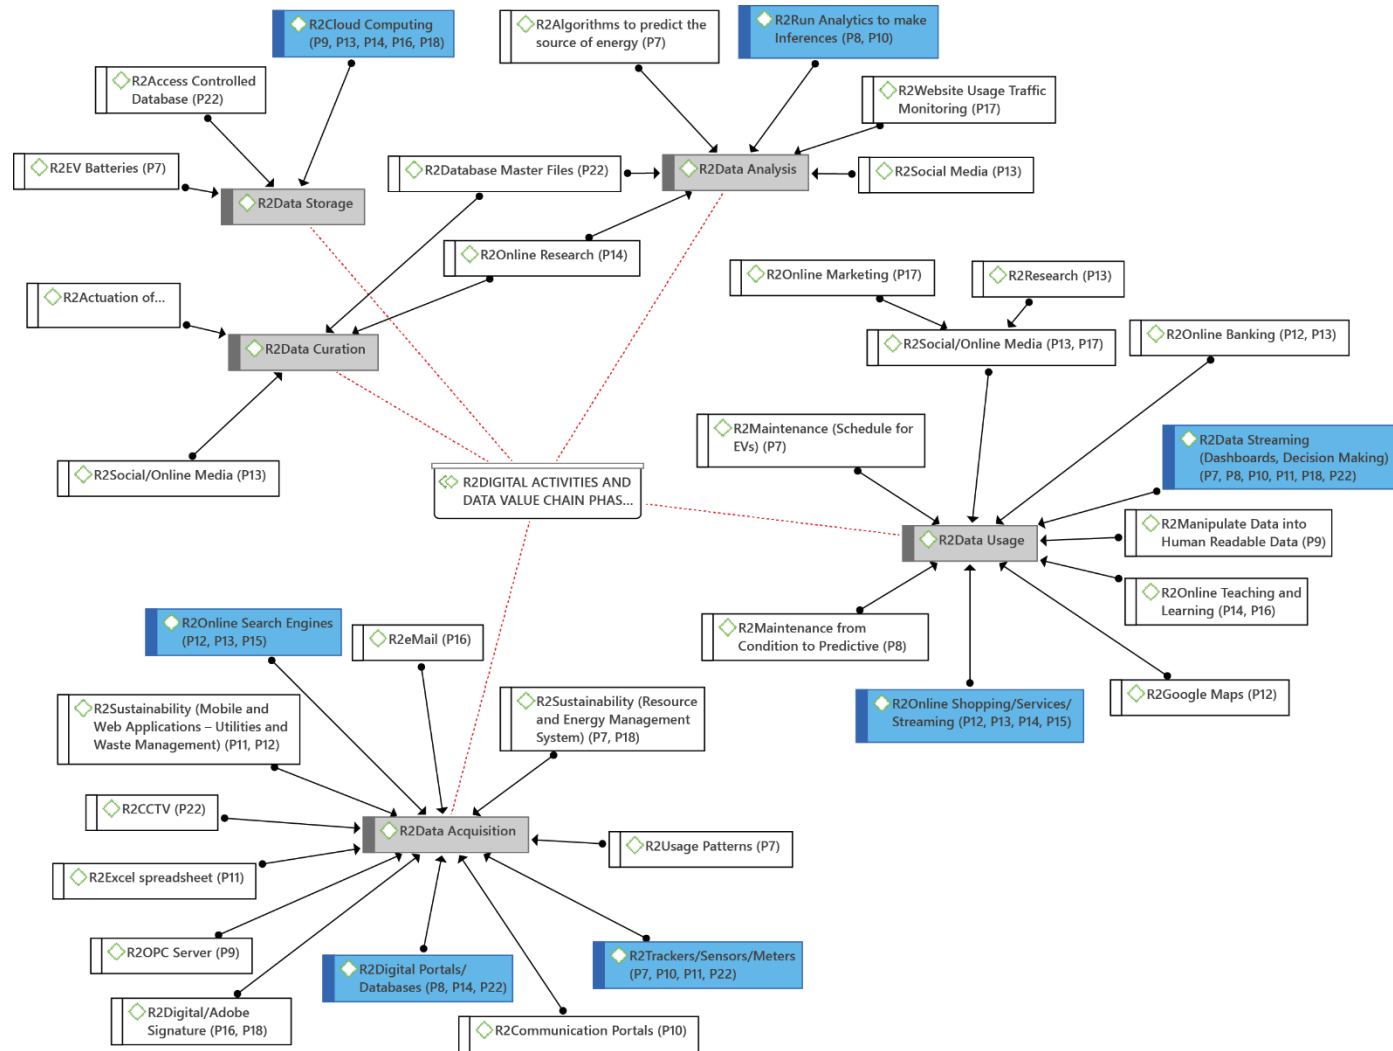 R2Cloud Computing
(P9, P13, P14, P16, P18)
R2Algorithms to predict the
source of energy (P7)
R2Run Analytics to make
Inferences (P8, P10)
R2Access Controlled
Database (P22)
R2Website Usage Traffic
Monitoring (P17)
R2EV Batteries (P7)
R2Database Master Files (P22)
R2Data Analysis
R2Social Media (P13)
R2Data Storage
R2Online Research (P14)
R2Online Marketing (P17)
R2Research (P13)
R2Actuation of...
R2Data Curation
R2Social/Online Media (P13, P17)
R2Online Banking (P12, P13)
R2Maintenance (Schedule for
EVs) (P7)
R2Data Streaming
(Dashboards, Decision Making)
(P7, P8, P10, P11, P18, P22)
R2Social/Online Media (P13)
R2DIGITAL ACTIVITIES AND
DATA VALUE CHAIN PHAS...
R2Data Usage
R2Manipulate Data into
Human Readable Data (P9)
R2Online Teaching and
Learning (P14, P16)
R2Online Search Engines
(P12, P13, P15)
R2eMail (P16)
R2Maintenance from
Condition to Predictive (P8)
R2Sustainability (Mobile and
Web Applications – Utilities and
Waste Management) (P11, P12)
R2Sustainability (Resource
and Energy Management
System) (P7, P18)
R2Online Shopping/Services/
Streaming (P12, P13, P14, P15)
R2Google Maps (P12)
R2CCTV (P22)
R2Data Acquisition
R2Usage Patterns (P7)
R2Excel spreadsheet (P11)
R2OPC Server (P9)
R2Digital Portals/
Databases (P8, P14, P22)
R2Trackers/Sensors/Meters
(P7, P10, P11, P22)
R2Digital/Adobe
Signature (P16, P18)
R2Communication Portals (P10)